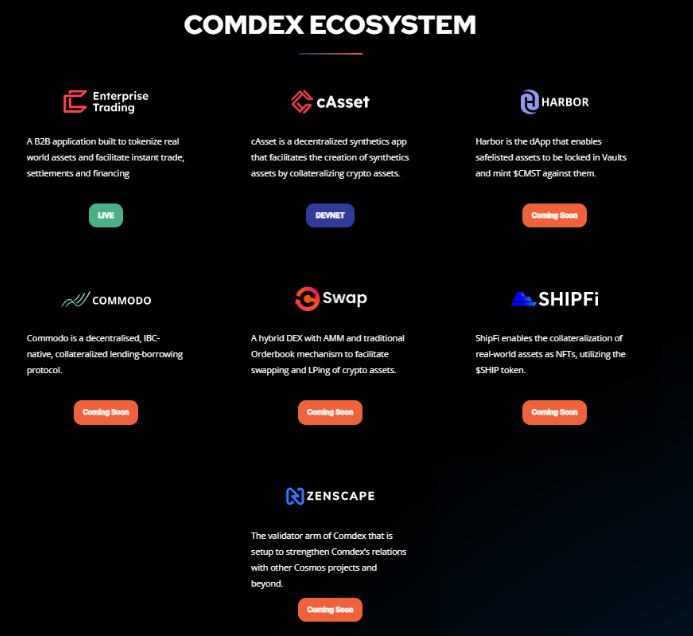 COMDEX ECOSYSTEM
Enterprise
Trading
A B2B application built to tokenize real
world assets and facilitate instant trade,
settlements and financing
LIVE
cAsset
cAsset is a decentralized synthetics app
that facilitates the creation of synthetics
assets by collateralizing crypto assets.
DEVNET
HARBOR
Harbor is the dApp that enables
safelisted assets to be locked in Vaults
and mint $CMST against them.
Coming Soon
COMMODO
Commodo is a decentralised, IBC-
native, collateralized lending-borrowing
protocol.
Coming Soon
Swap
A hybrid DEX with AMM and traditional
Orderbook mechanism to facilitate
swapping and LPing of crypto assets.
Coming Soon
SHIPFi
ShipFi enables the collateralization of
real-world assets as NFTs, utilizing the
$SHIP token.
Coming Soon
ZENSCAPE
The validator arm of Comdex that is
setup to strengthen Comdex's relations
with other Cosmos projects and
beyond.
Coming Soon